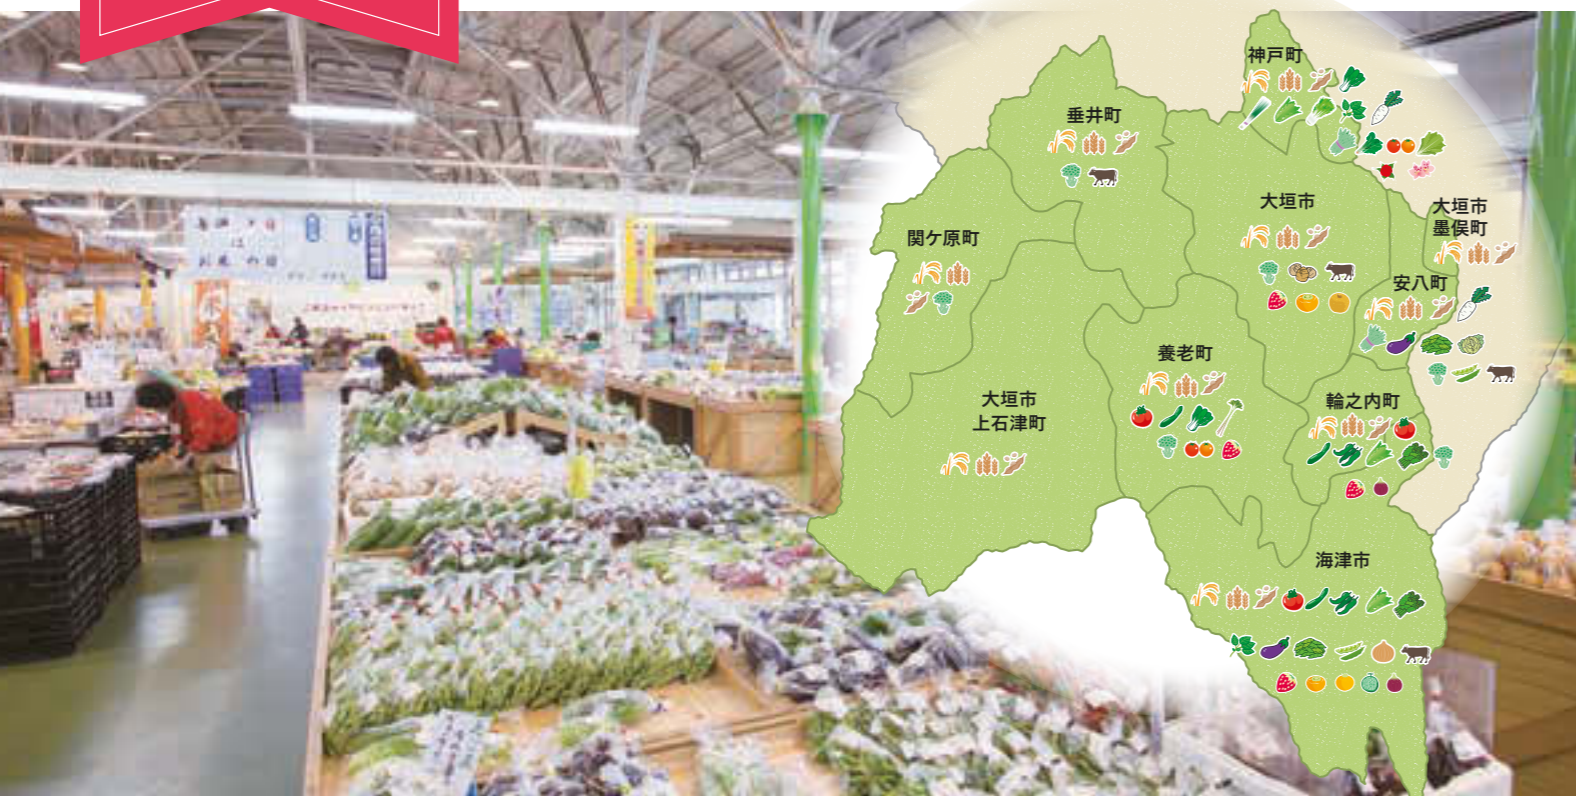 神戸町
垂井町
大垣市
大垣市
墨俣町
関ケ原町
安八町
養老町
輪之内町
大垣市
上石津町
海津市